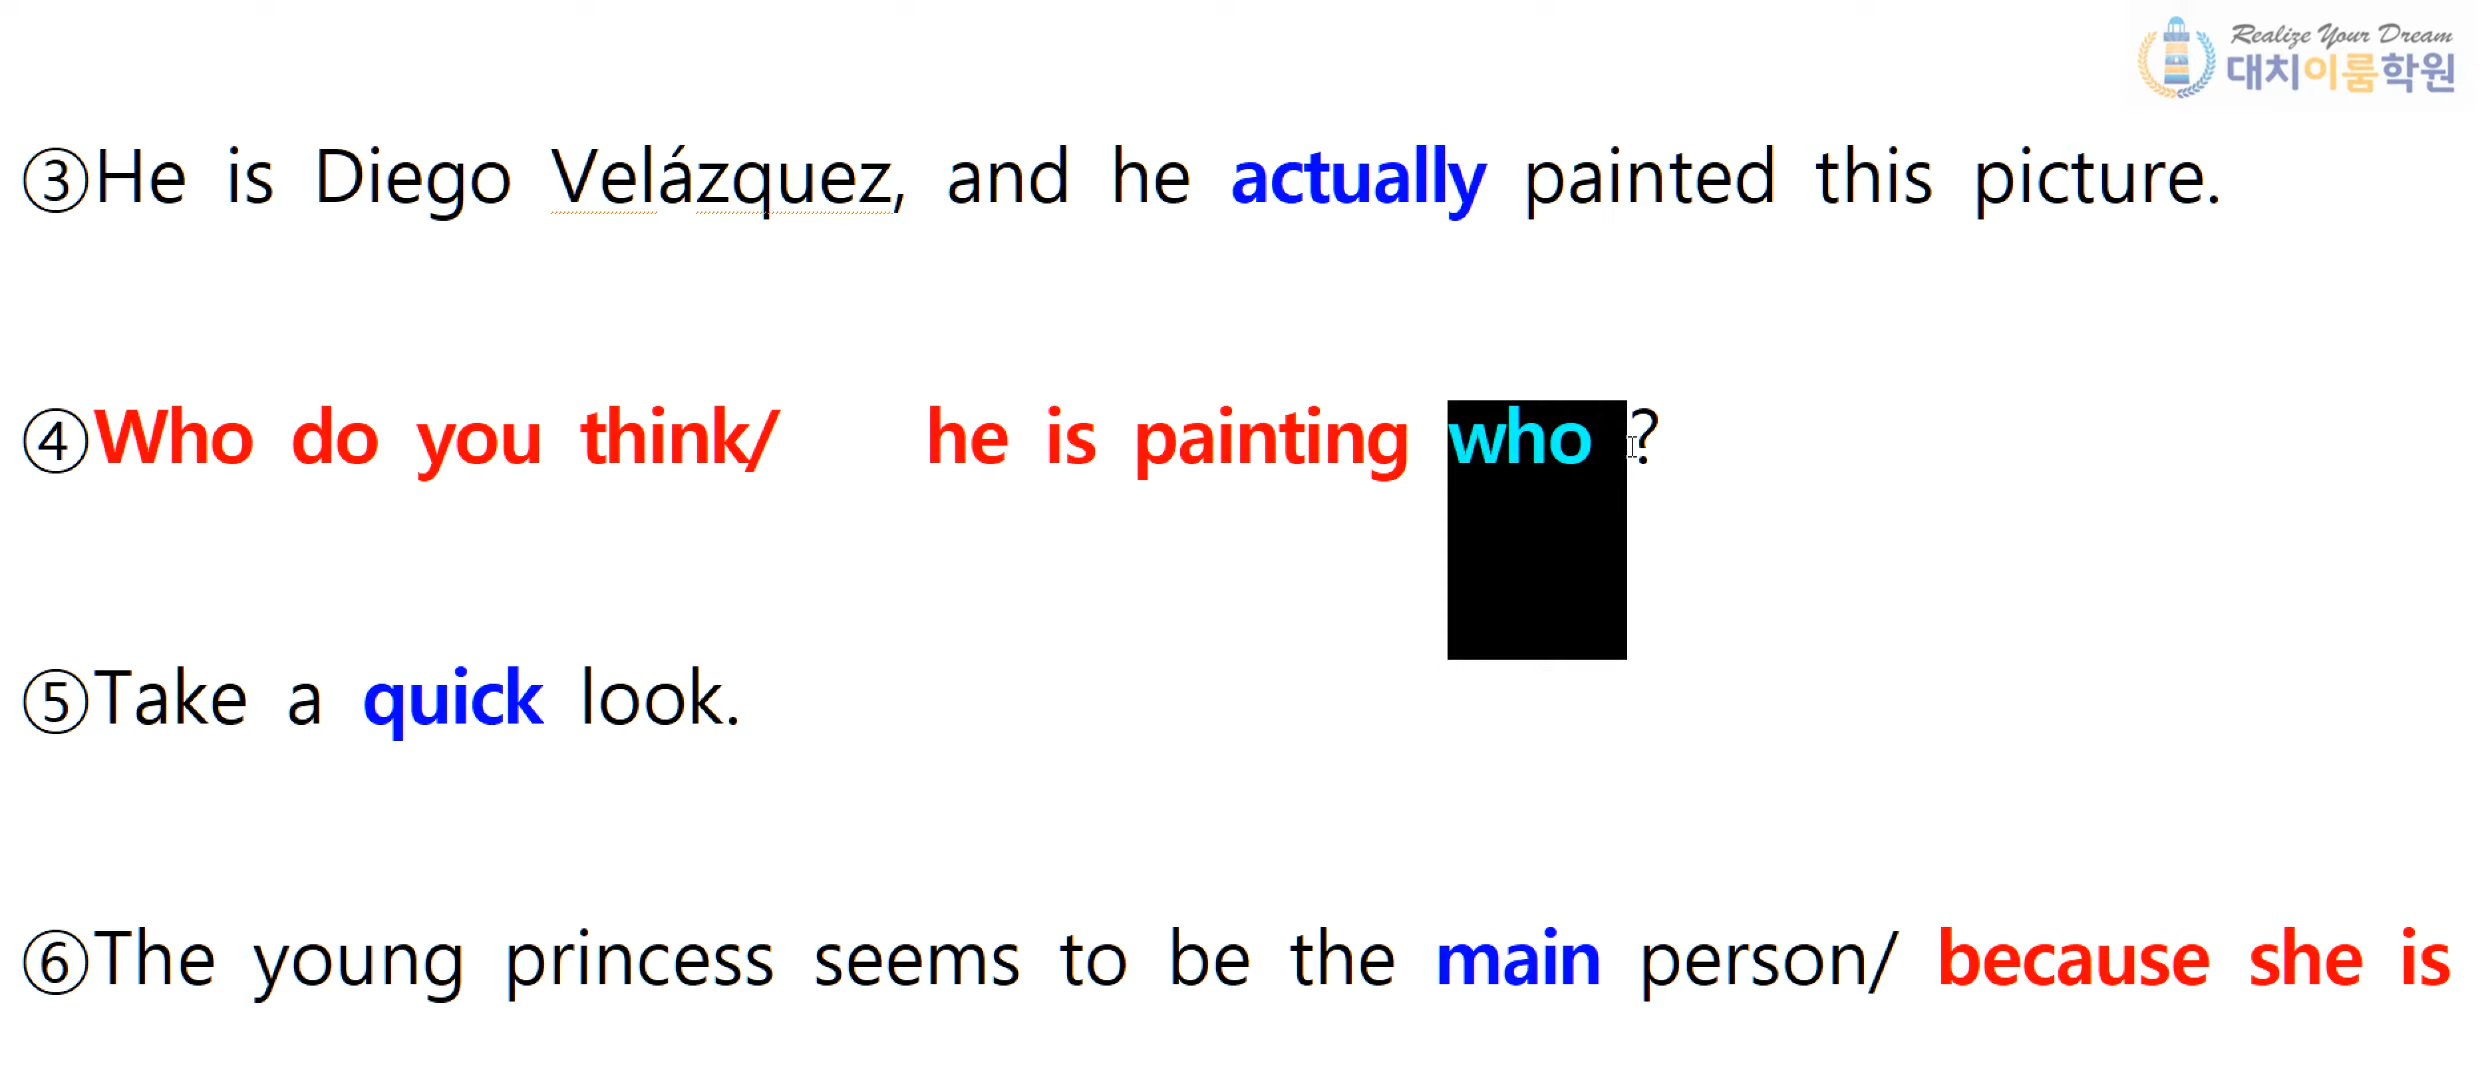 Realize Your Dream
대치이룸학원
③He is Diego Velázquez, and he actually painted this picture.
④Who do you think/ he is painting who ?
⑤Take a quick look.
⑥The young princess seems to be the main person/ because she is